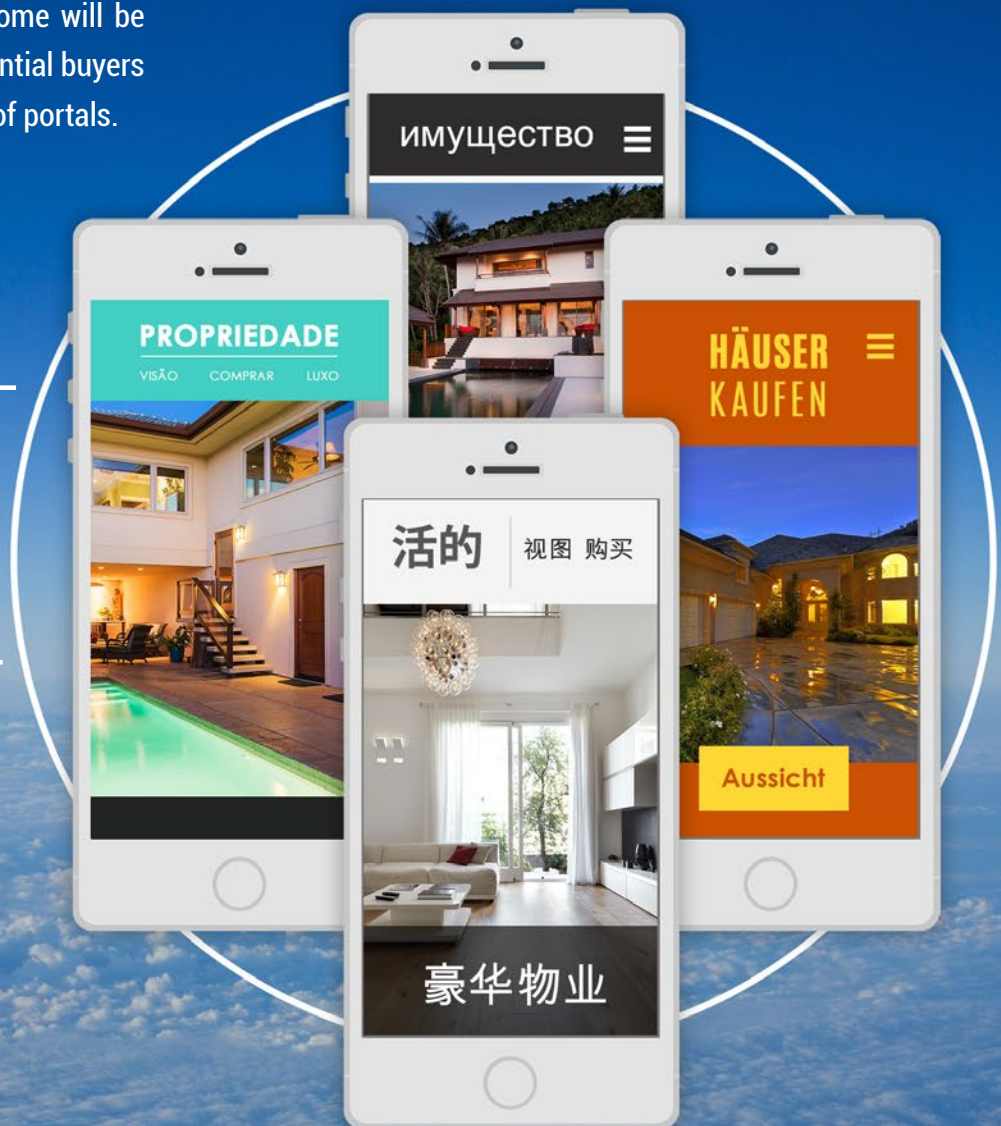 ome will be
ntial buyers
of portals.
имущество
PROPRIEDADE
VISÃO COMPRAR LUXO
HÄUSER
KAUFEN
Aussicht
活的
视图 购买
豪华物业